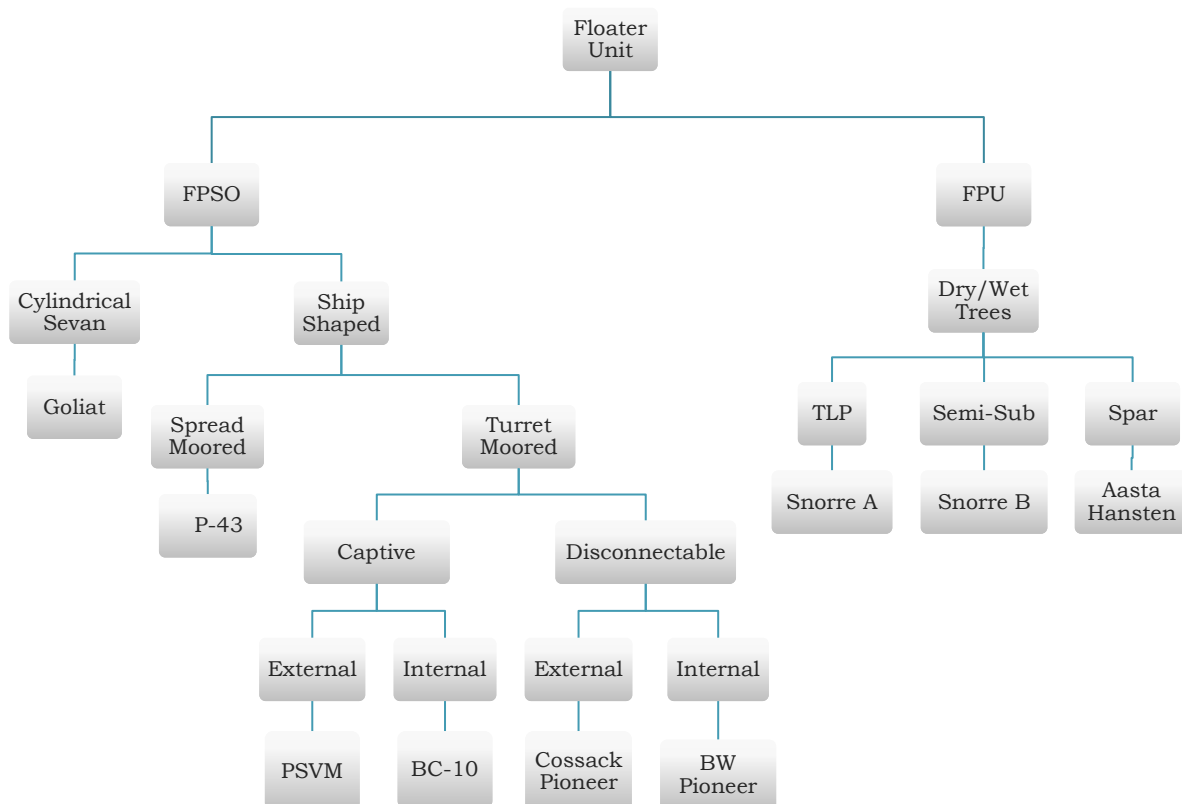 Floater
Unit
FPSO
FPU
Cylindrical
Sevan
Ship
Shaped
Dry/Wet
Trees
Goliat
Spread
Moored
Turret
Moored
TLP
Semi-Sub
Spar
P-43
Snorre A
Snorre B
Aasta
Hansten
Captive
Disconnectable
External
Internal
External
Internal
PSVM
BC-10
Cossack
Pioneer
BW
Pioneer